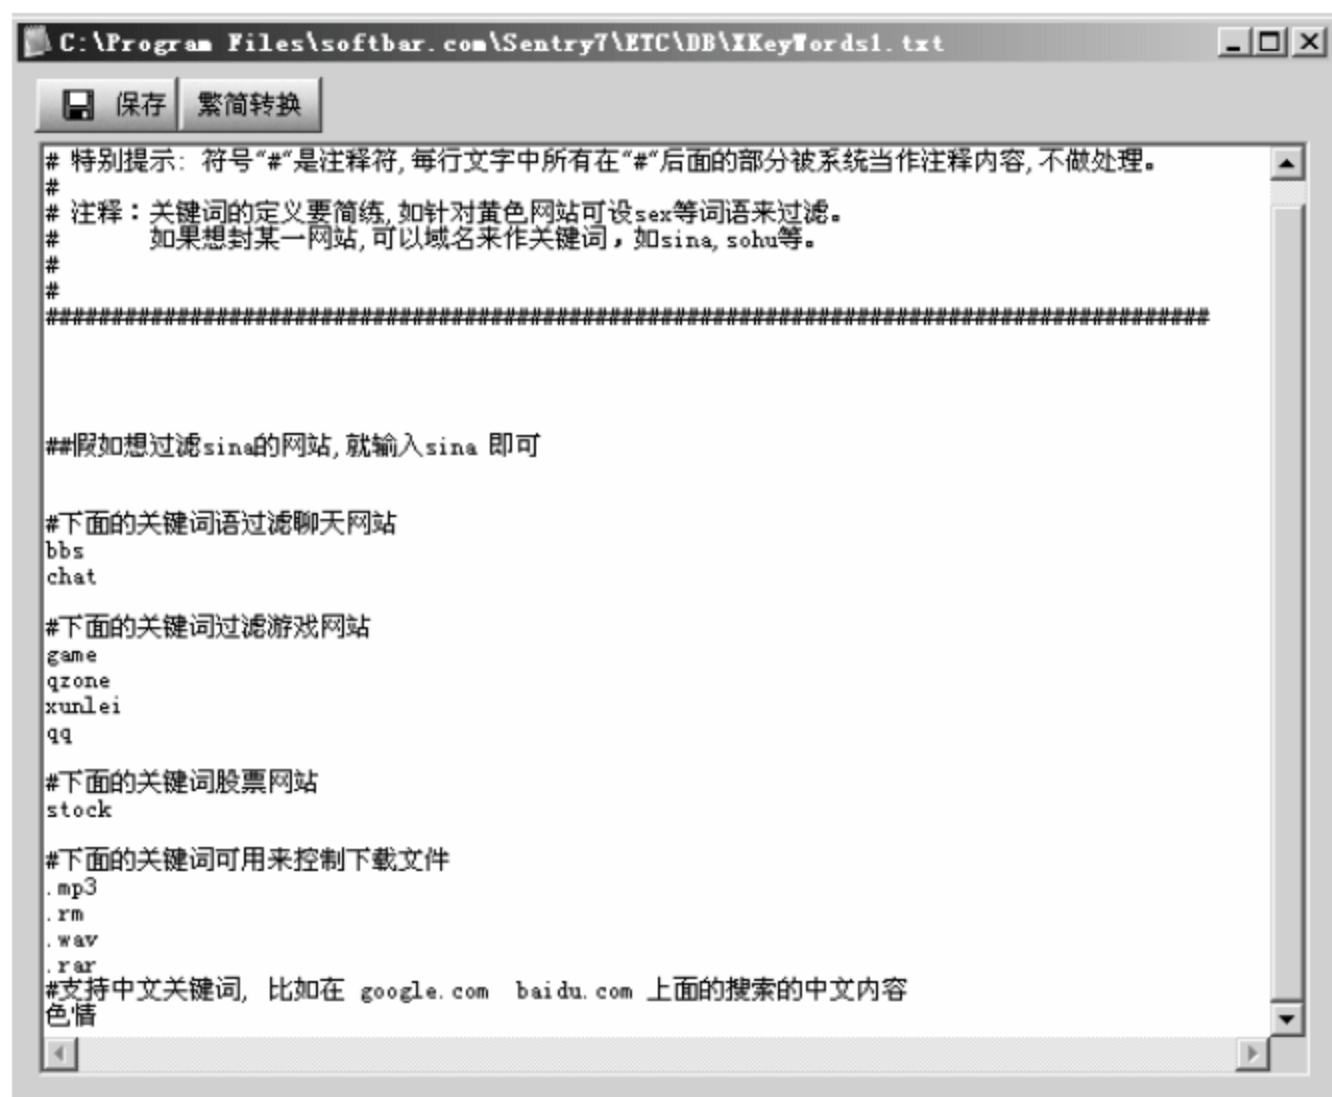 C:\Program Files\softbar.com\Sentry7\ETC\DB\XKeyWords1.txt
保存 繁简转换
# 特别提示: 符号"#"是注释符,每行文字中所有在"#"后面的部分被系统当作注释内容,不做处理。
#
# 注释：关键词的定义要简练,如针对黄色网站可设sex等词语来过滤。
# 如果想封某一网站,可以域名来作关键词，如sina,sohu等。
#
#
#########################################################################################
##假如想过滤sina的网站,就输入sina 即可
#下面的关键词语过滤聊天网站
bbs
chat
#下面的关键词过滤游戏网站
game
qzone
xunlei
qq
#下面的关键词股票网站
stock
#下面的关键词可用来控制下载文件
.mp3
.rm
.wav
.rar
#支持中文关键词, 比如在 google.com baidu.com 上面的搜索的中文内容
色情